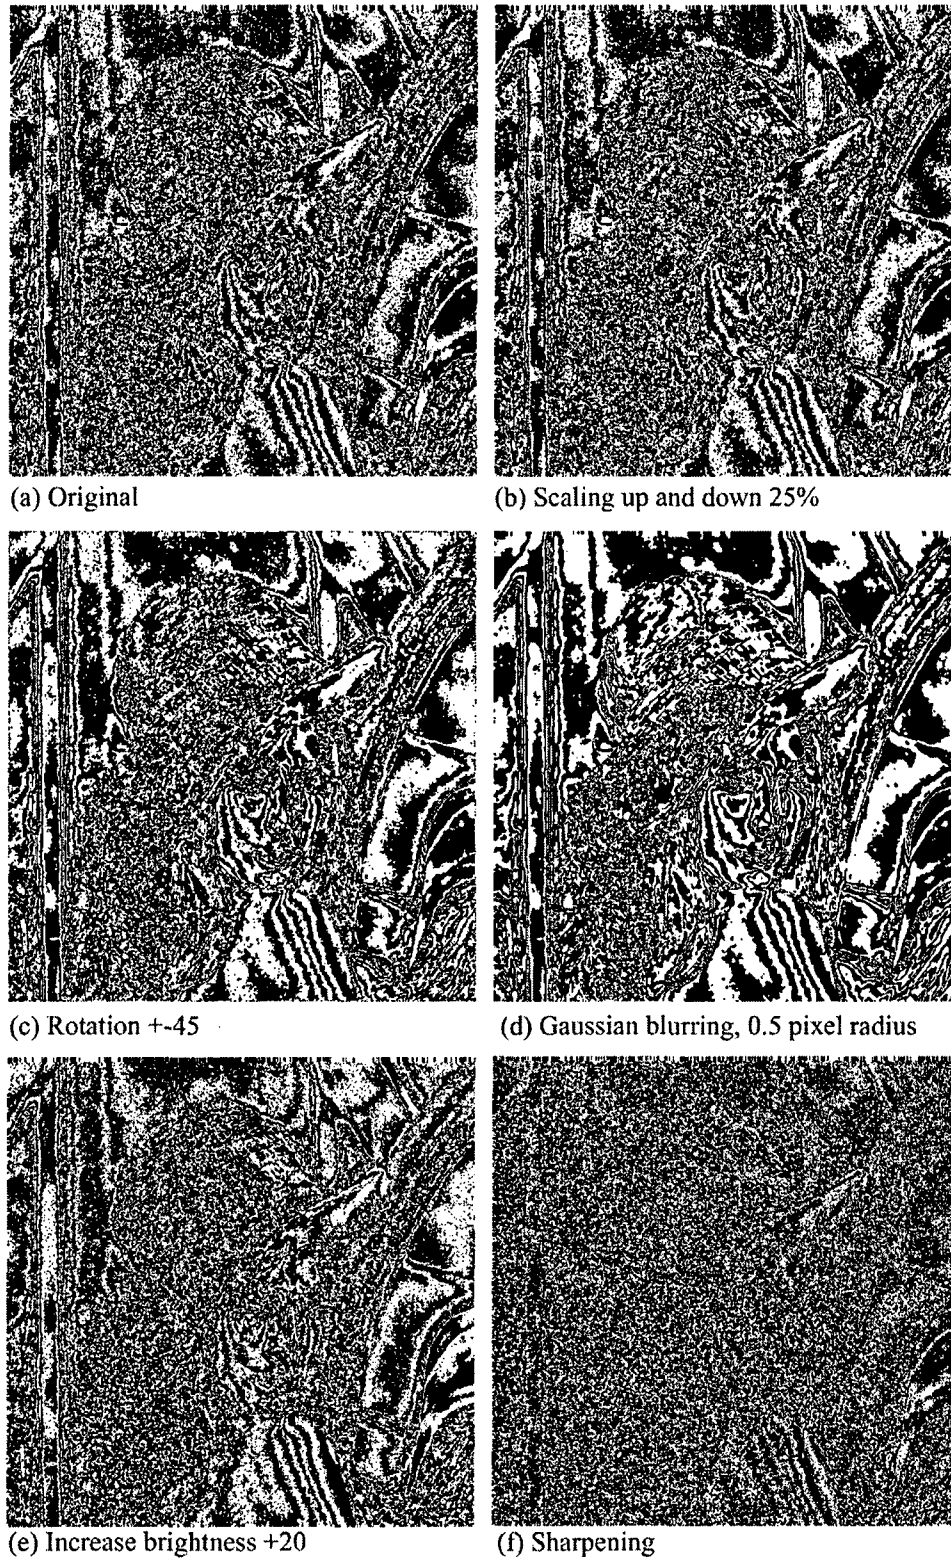 (a) Original
(b) Scaling up and down 25%
(c) Rotation +-45
(d) Gaussian blurring, 0.5 pixel radius
(e) Increase brightness +20
(f) Sharpening